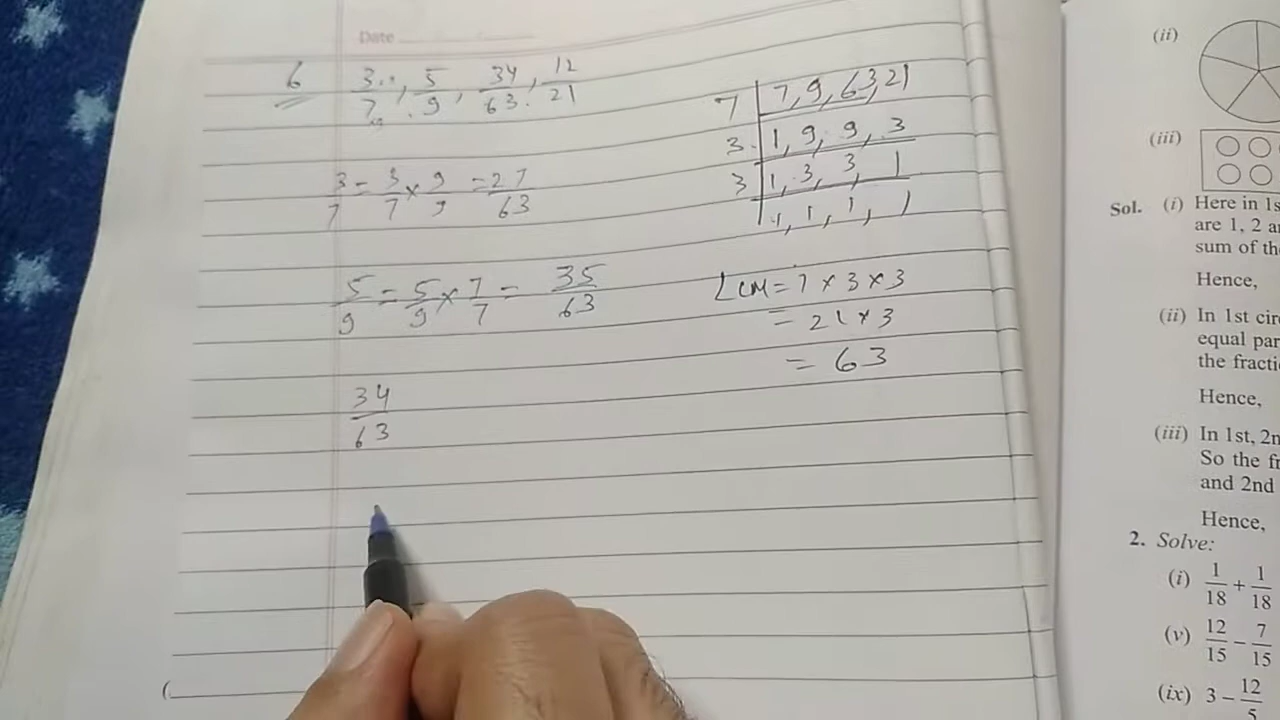 Date
6 3/7, 5/9, 34/63, 12/21
3/7 = 3/7 × 9/9 = 27/63
5/9 = 5/9 × 7/7 = 35/63
34/63
7 | 7, 9, 63, 21
3 | 1, 9, 9, 3
3 | 1, 3, 3, 1
1, 1, 1, 1
LCM = 7 × 3 × 3
= 21 × 3
= 63
(ii)
(iii)
Sol. (i) Here in 1s
are 1, 2 a
sum of th
Hence,
(ii) In 1st cir
equal par
the fracti
Hence,
(iii) In 1st, 2n
So the fr
and 2nd
Hence,
2. Solve:
(i) 1/18 + 1/18
(v) 12/15 − 7/15
(ix) 3 − 12/5